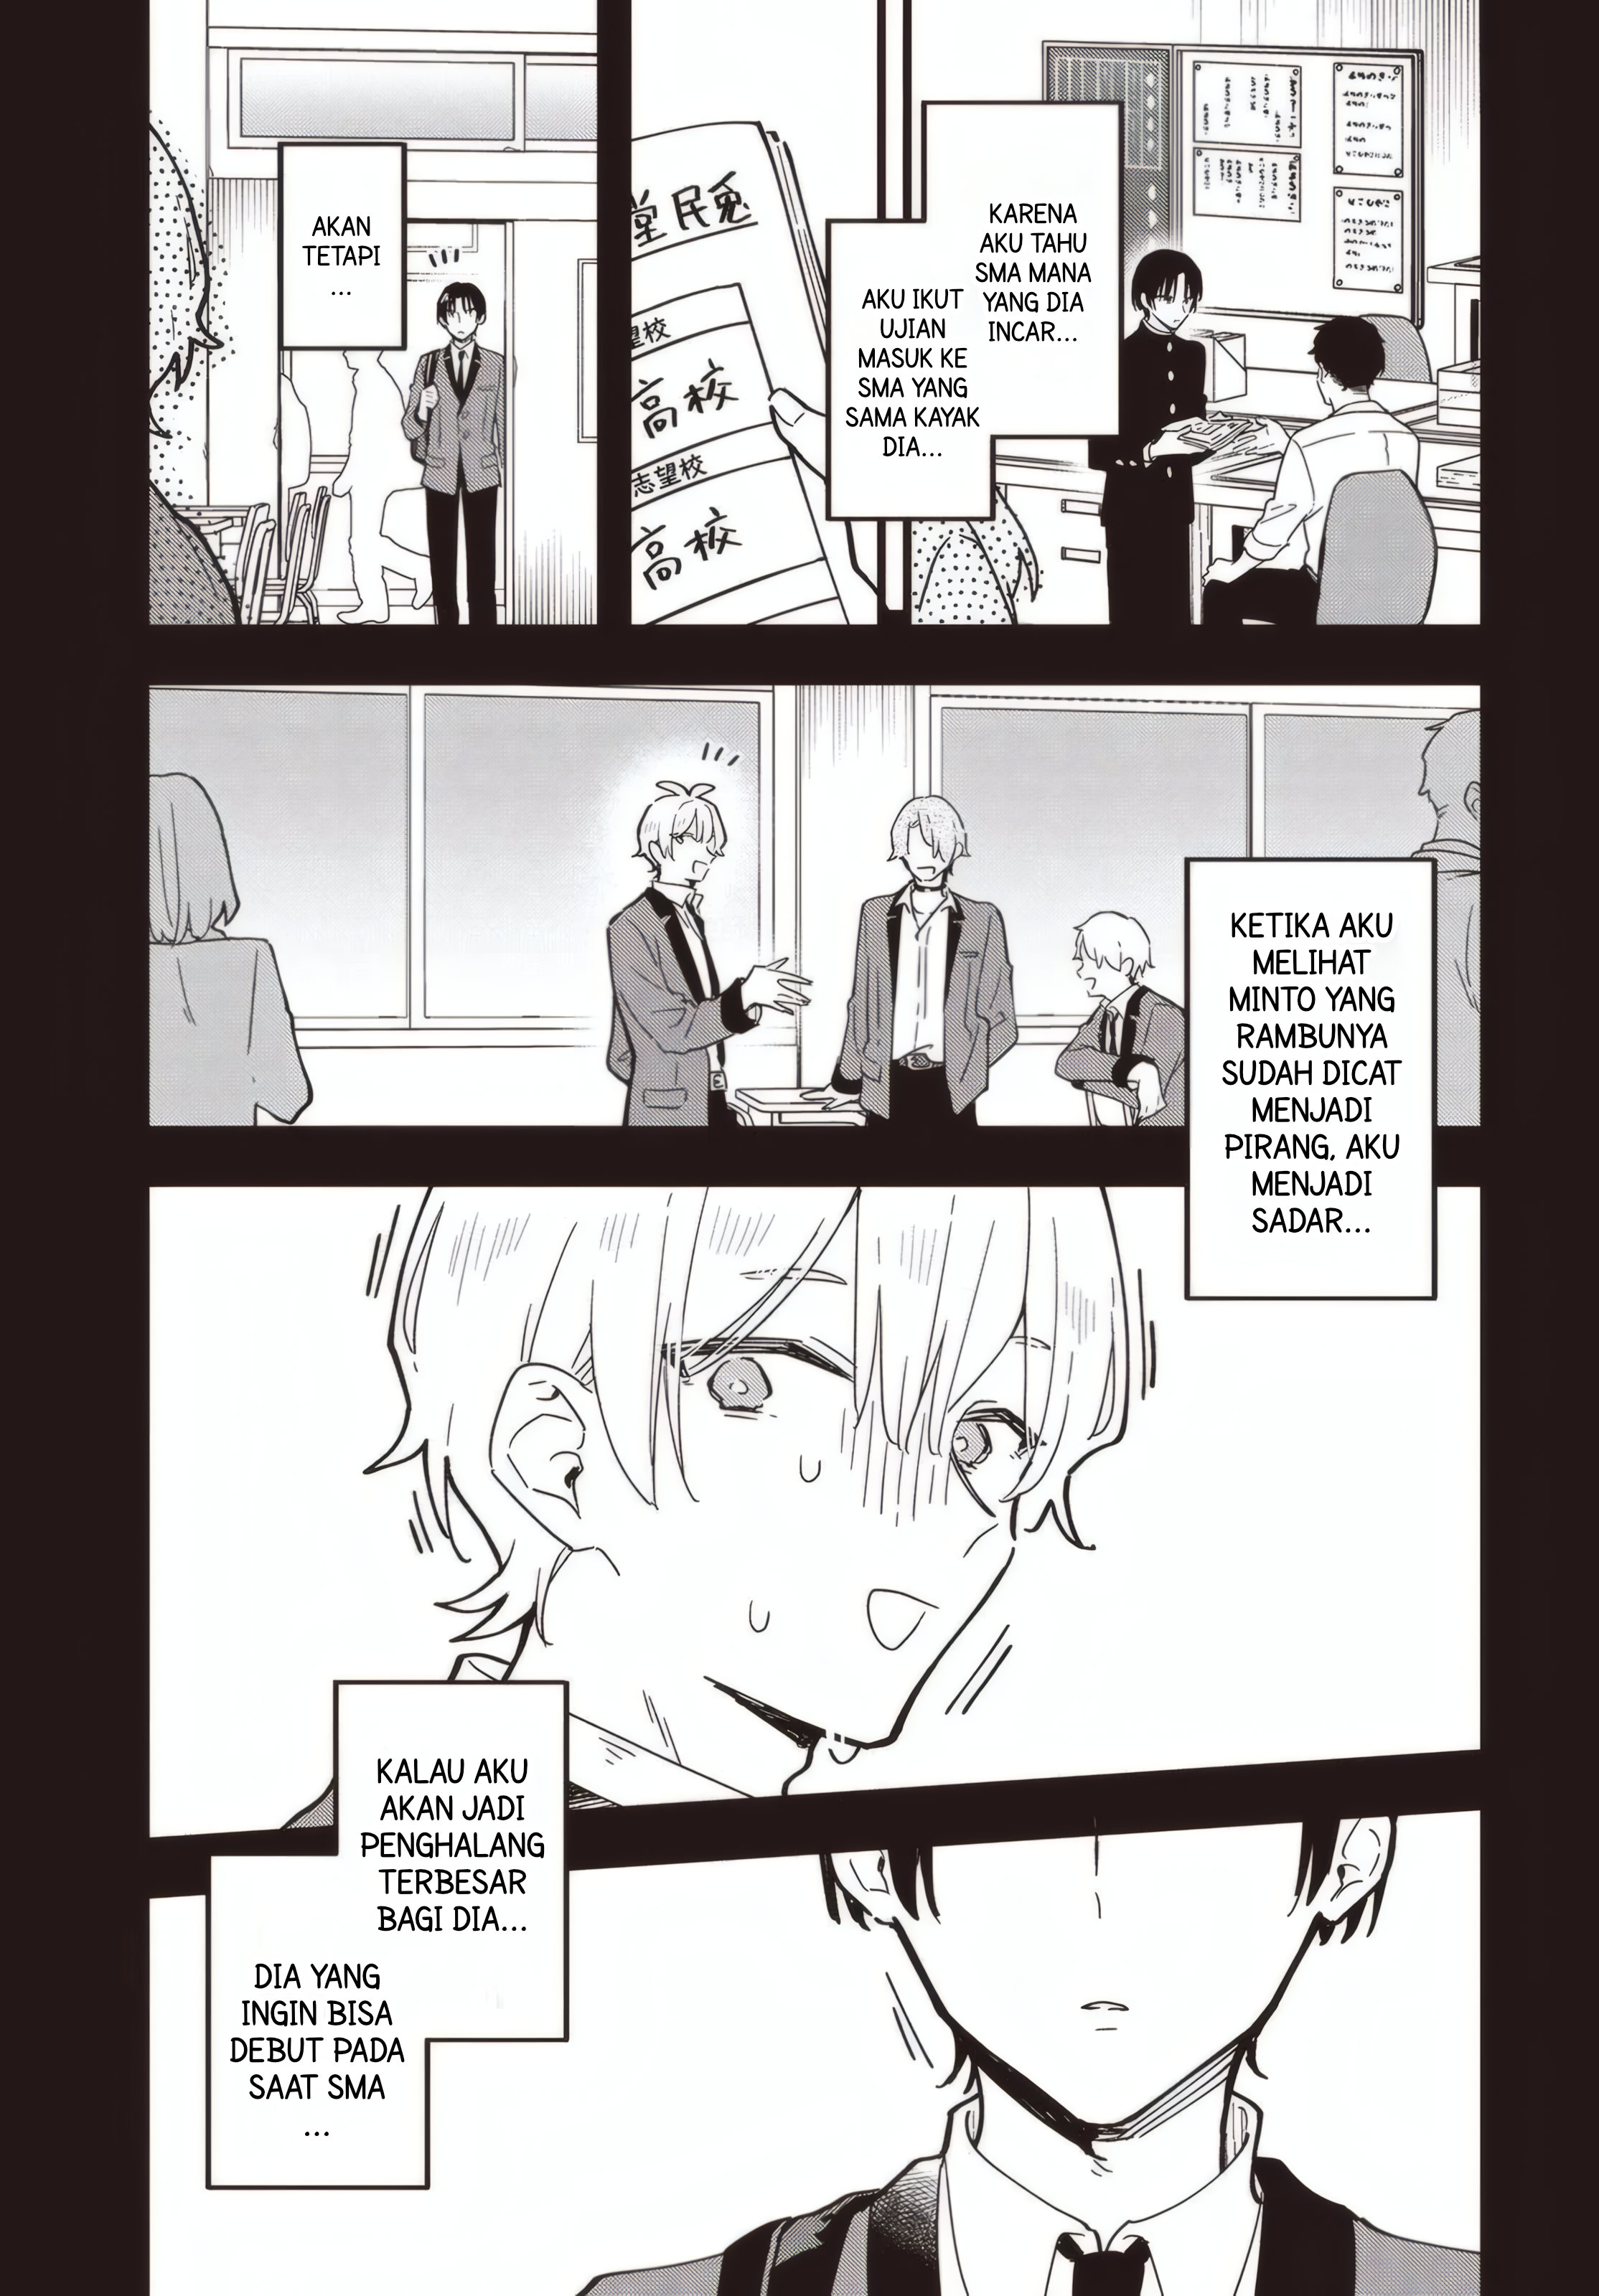 KARENA
AKU TAHU
SMA MANA
YANG DIA
INCAR...
AKU IKUT
UJIAN
MASUK KE
SMA YANG
SAMA KAYAK
DIA...
望校
高校
志望校
高校
AKAN
TETAPI
...
KETIKA AKU
MELIHAT
MINTO YANG
RAMBUNYA
SUDAH DICAT
MENJADI
PIRANG, AKU
MENJADI
SADAR...
KALAU AKU
AKAN JADI
PENGHALANG
TERBESAR
BAGI DIA...
DIA YANG
INGIN BISA
DEBUT PADA
SAAT SMA
...